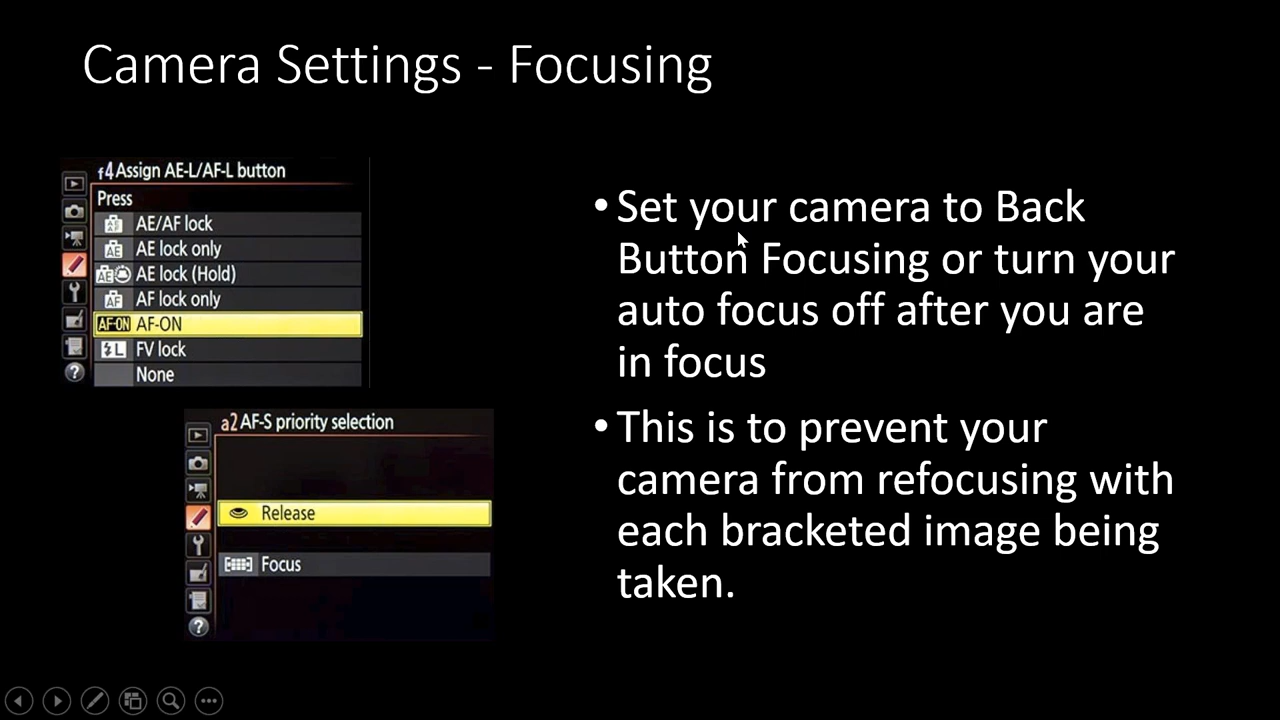 Camera Settings - Focusing
f4 Assign AE-L/AF-L button
Press
AE/AF lock
AE AE lock only
AE AE lock (Hold)
AF AF lock only
AF-ON AF-ON
L FV lock
None
?
a2 AF-S priority selection
Release
Focus
?
• Set your camera to Back
Button Focusing or turn your
auto focus off after you are
in focus
• This is to prevent your
camera from refocusing with
each bracketed image being
taken.